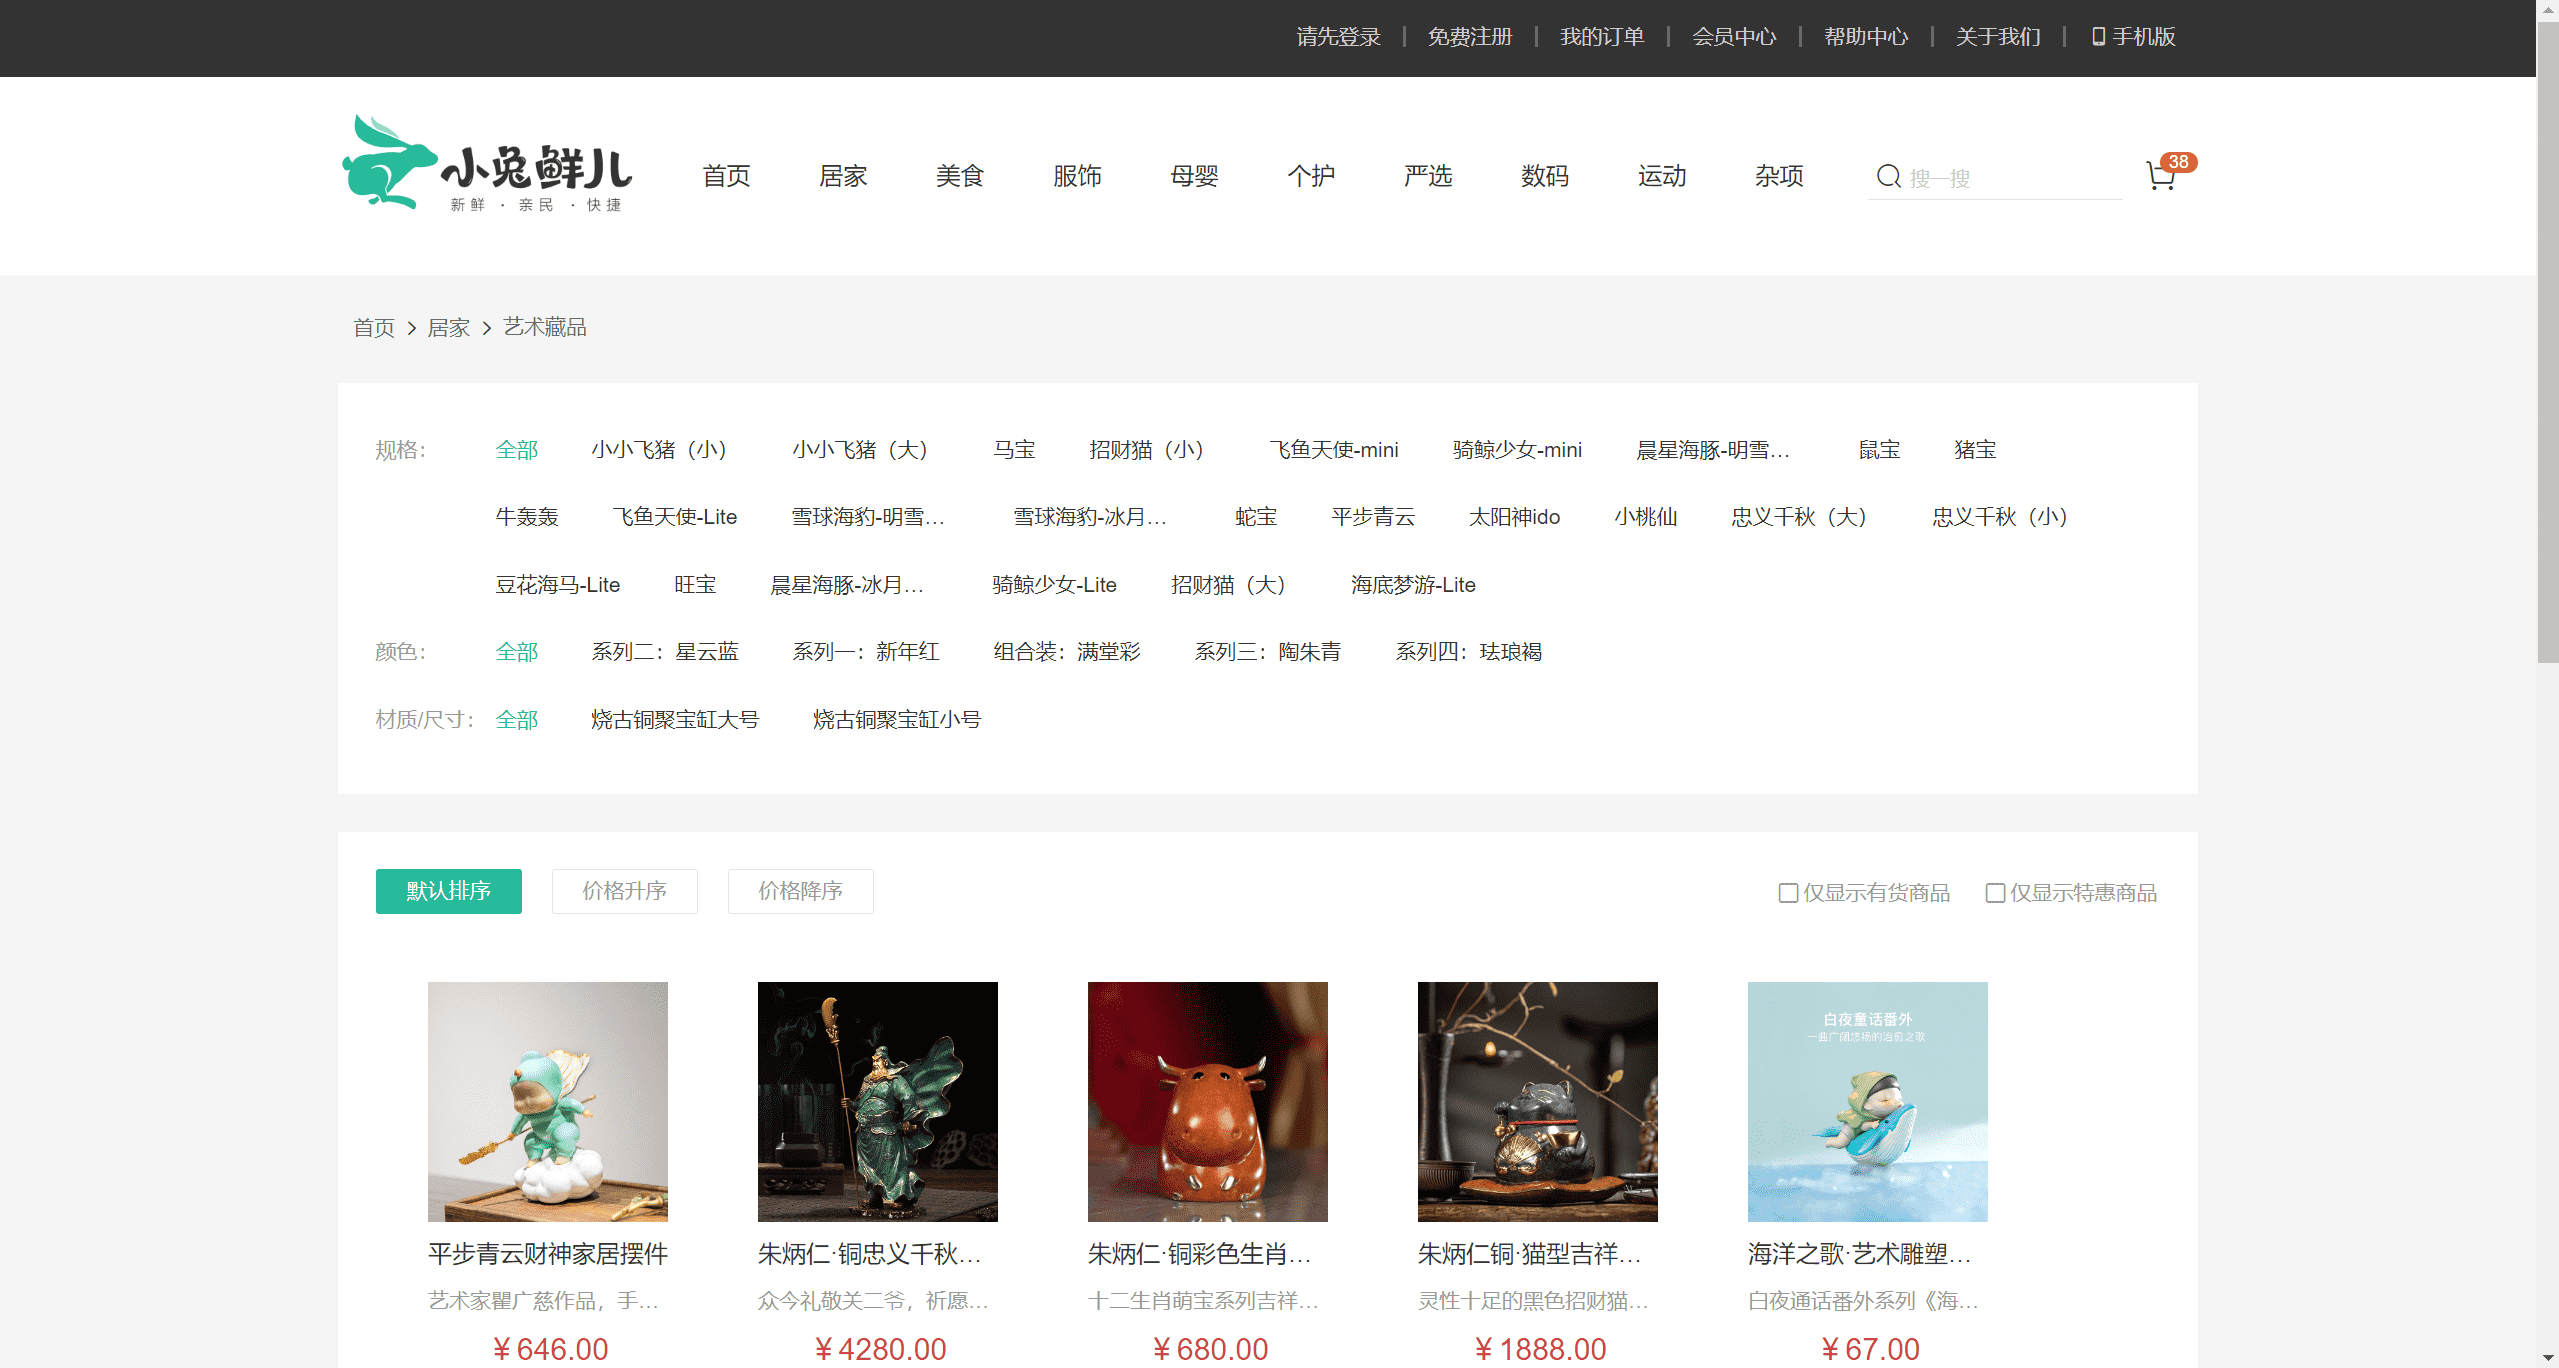 请先登录 免费注册 我的订单 会员中心 帮助中心 关于我们 手机版
小兔鲜儿
新鲜 · 亲民 · 快捷
首页 居家 美食 服饰 母婴 个护 严选 数码 运动 杂项 搜一搜 38
首页 > 居家 > 艺术藏品
规格： 全部 小小飞猪（小） 小小飞猪（大） 马宝 招财猫（小） 飞鱼天使-mini 骑鲸少女-mini 晨星海豚-明雪… 鼠宝 猪宝
牛轰轰 飞鱼天使-Lite 雪球海豹-明雪… 雪球海豹-冰月… 蛇宝 平步青云 太阳神ido 小桃仙 忠义千秋（大） 忠义千秋（小）
豆花海马-Lite 旺宝 晨星海豚-冰月… 骑鲸少女-Lite 招财猫（大） 海底梦游-Lite
颜色： 全部 系列二：星云蓝 系列一：新年红 组合装：满堂彩 系列三：陶朱青 系列四：珐琅褐
材质/尺寸： 全部 烧古铜聚宝缸大号 烧古铜聚宝缸小号
默认排序 价格升序 价格降序 仅显示有货商品 仅显示特惠商品
白夜童话番外
一曲广阔悠扬的治愈之歌
平步青云财神家居摆件 朱炳仁·铜忠义千秋… 朱炳仁·铜彩色生肖… 朱炳仁铜·猫型吉祥… 海洋之歌·艺术雕塑…
艺术家瞿广慈作品，手… 众今礼敬关二爷，祈愿… 十二生肖萌宝系列吉祥… 灵性十足的黑色招财猫… 白夜通话番外系列《海…
¥646.00 ¥4280.00 ¥680.00 ¥1888.00 ¥67.00